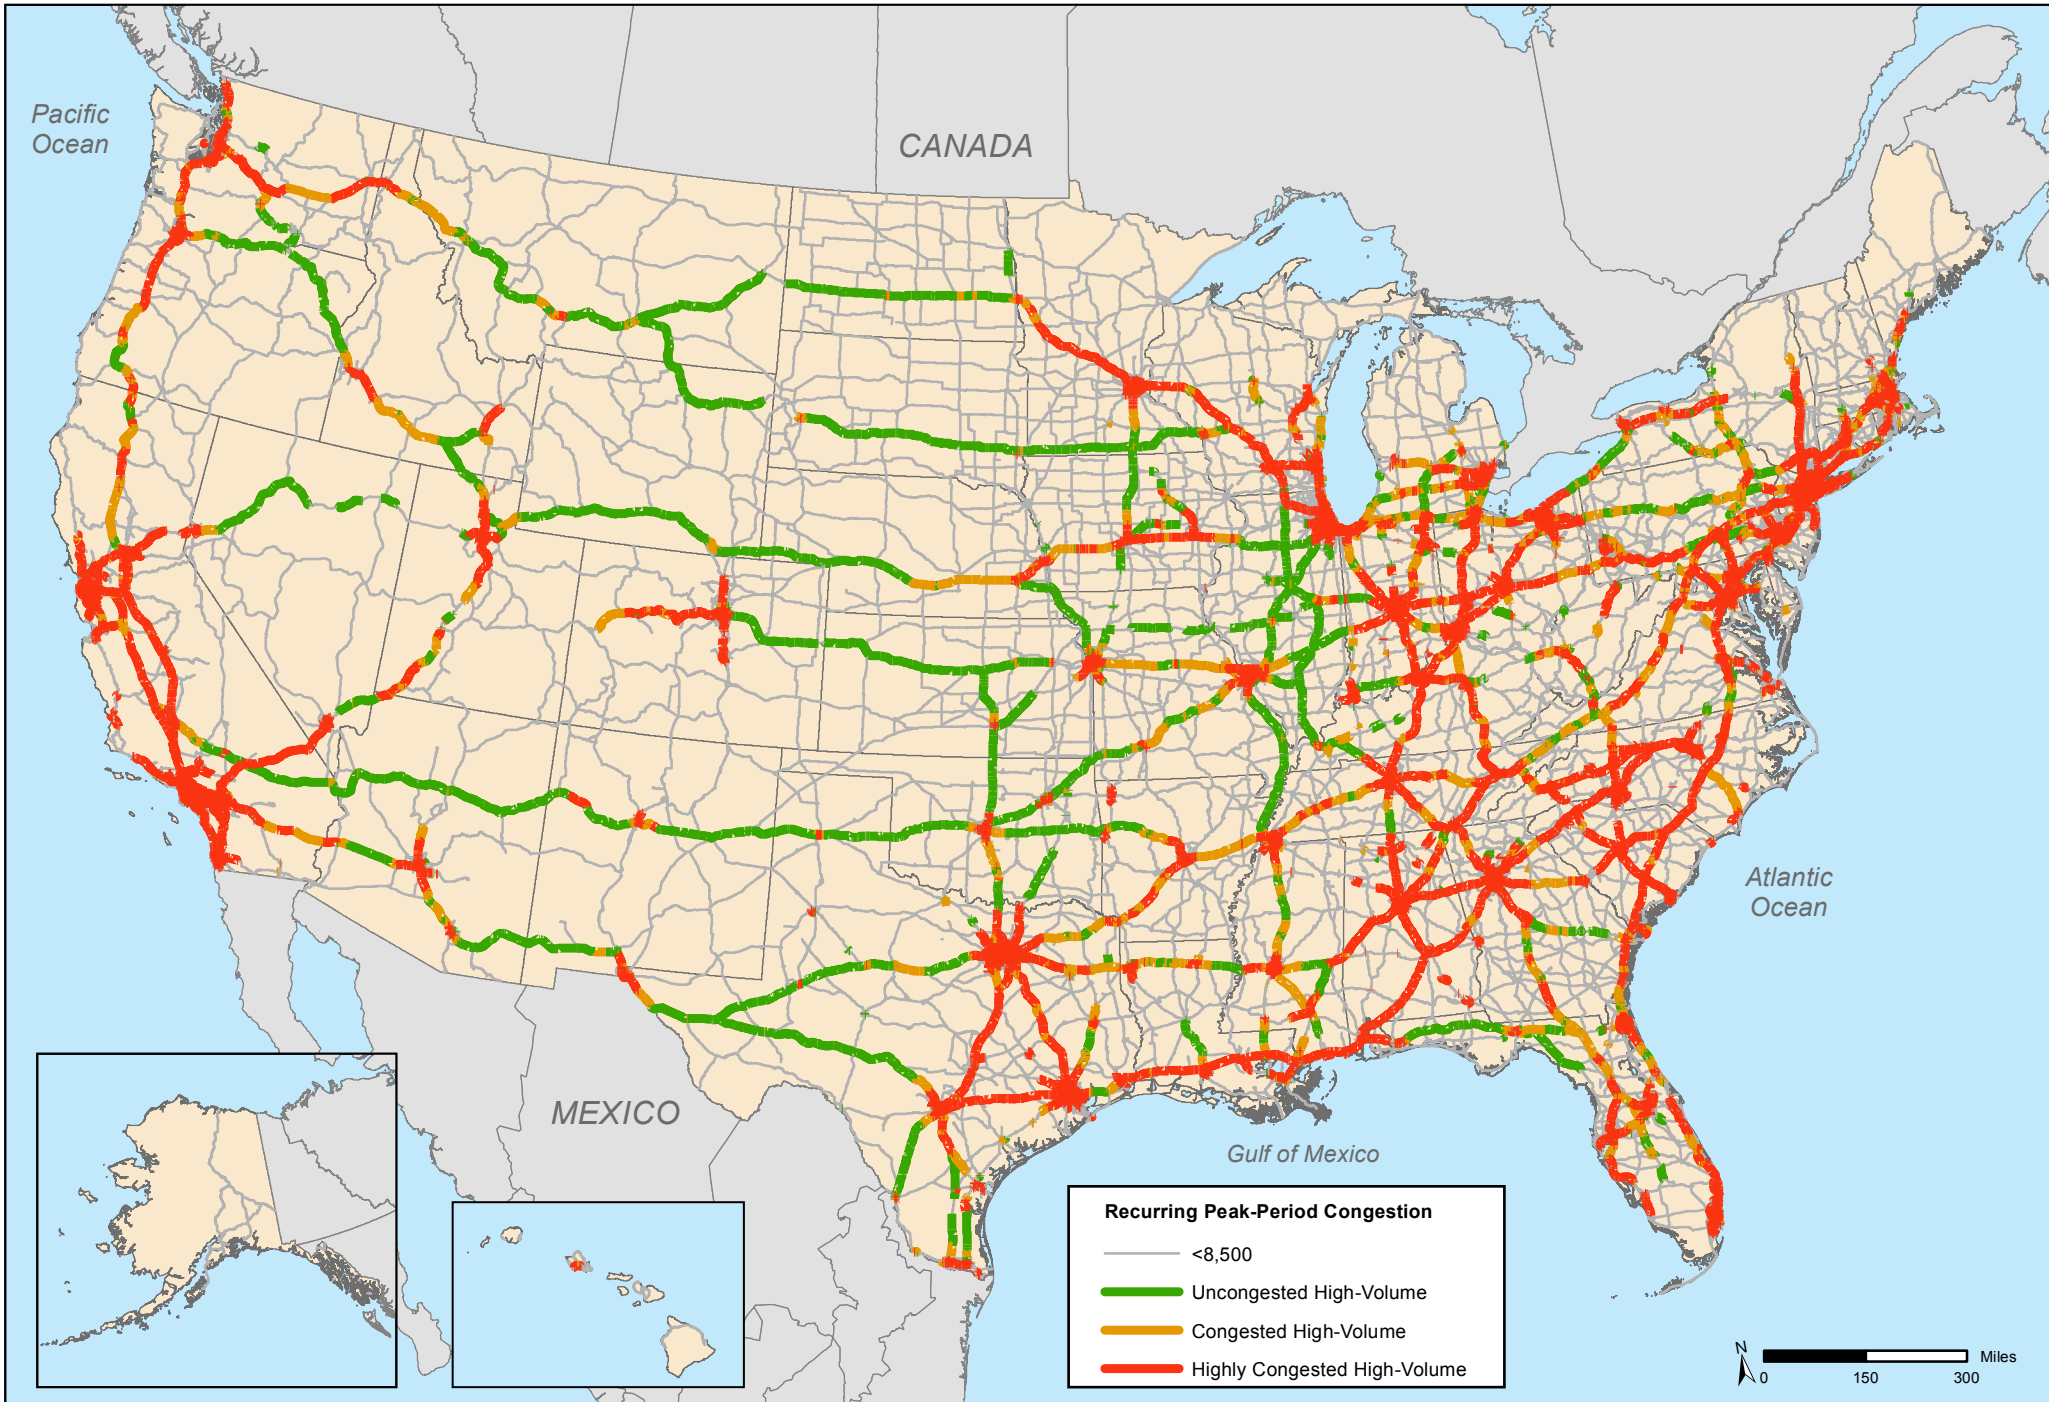 Pacific
Ocean
CANADA
Atlantic
Ocean
MEXICO
Gulf of Mexico
Recurring Peak-Period Congestion
<8,500
Uncongested High-Volume
Congested High-Volume
Highly Congested High-Volume
N
Miles
0 150 300